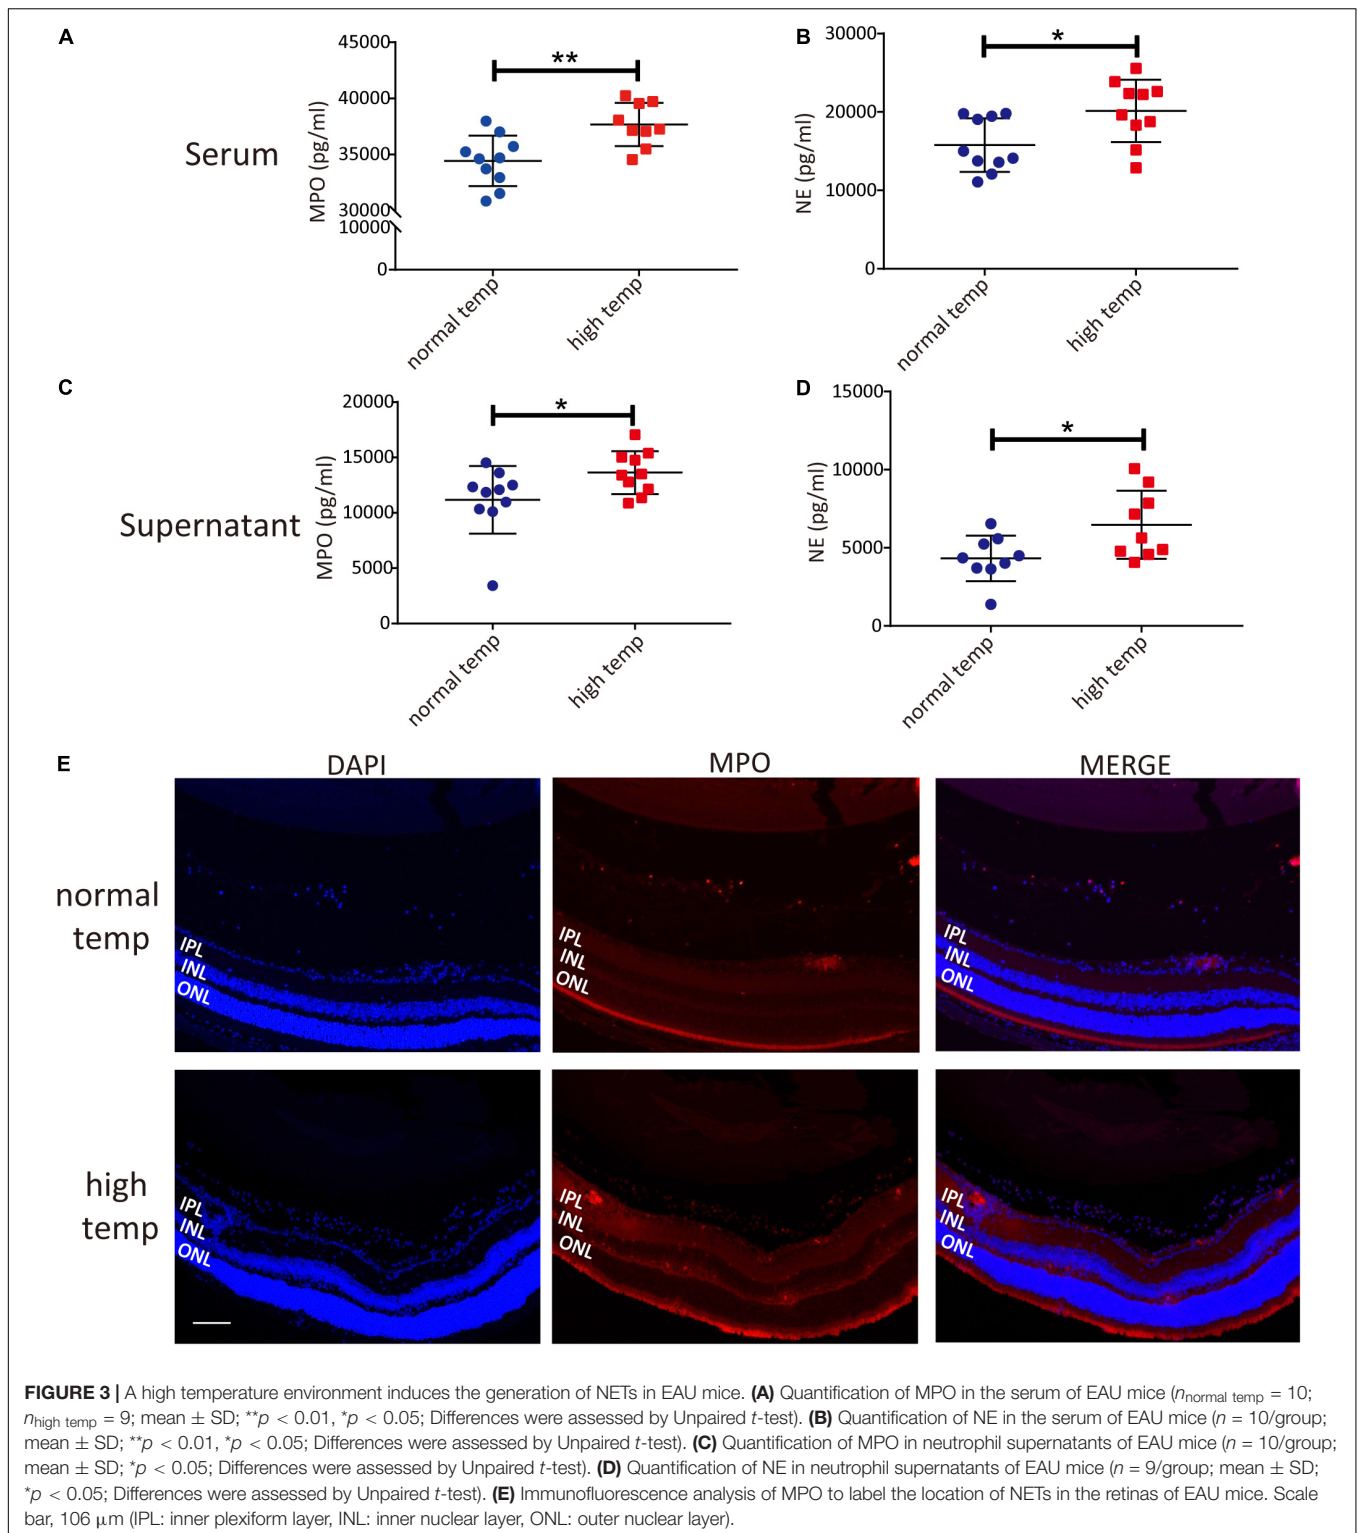 A
Serum
MPO (pg/ml)
45000
40000
35000
30000
10000
0
**
normal temp
high temp
B
NE (pg/ml)
30000
20000
10000
0
*
normal temp
high temp
C
Supernatant
MPO (pg/ml)
20000
15000
10000
5000
0
*
normal temp
high temp
D
NE (pg/ml)
15000
10000
5000
0
*
normal temp
high temp
E
DAPI
MPO
MERGE
normal
temp
IPL
INL
ONL
IPL
INL
ONL
IPL
INL
ONL
high
temp
IPL
INL
ONL
IPL
INL
ONL
IPL
INL
ONL
FIGURE 3 | A high temperature environment induces the generation of NETs in EAU mice. (A) Quantification of MPO in the serum of EAU mice (nnormal temp = 10;
nhigh temp = 9; mean ± SD; **p < 0.01, *p < 0.05; Differences were assessed by Unpaired t-test). (B) Quantification of NE in the serum of EAU mice (n = 10/group;
mean ± SD; **p < 0.01, *p < 0.05; Differences were assessed by Unpaired t-test). (C) Quantification of MPO in neutrophil supernatants of EAU mice (n = 10/group;
mean ± SD; *p < 0.05; Differences were assessed by Unpaired t-test). (D) Quantification of NE in neutrophil supernatants of EAU mice (n = 9/group; mean ± SD;
*p < 0.05; Differences were assessed by Unpaired t-test). (E) Immunofluorescence analysis of MPO to label the location of NETs in the retinas of EAU mice. Scale
bar, 106 μm (IPL: inner plexiform layer, INL: inner nuclear layer, ONL: outer nuclear layer).